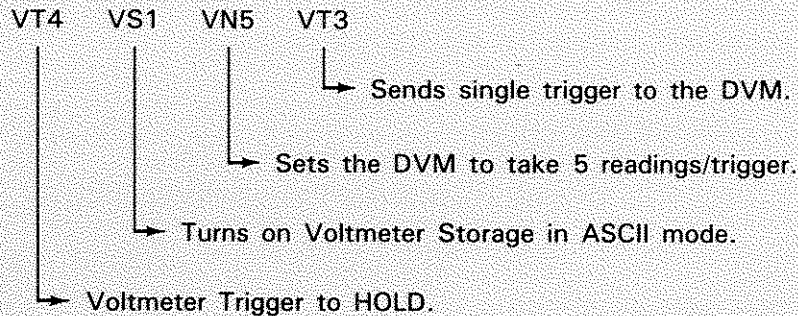 VT4 VS1 VN5 VT3
Sends single trigger to the DVM.
Sets the DVM to take 5 readings/trigger.
Turns on Voltmeter Storage in ASCII mode.
Voltmeter Trigger to HOLD.